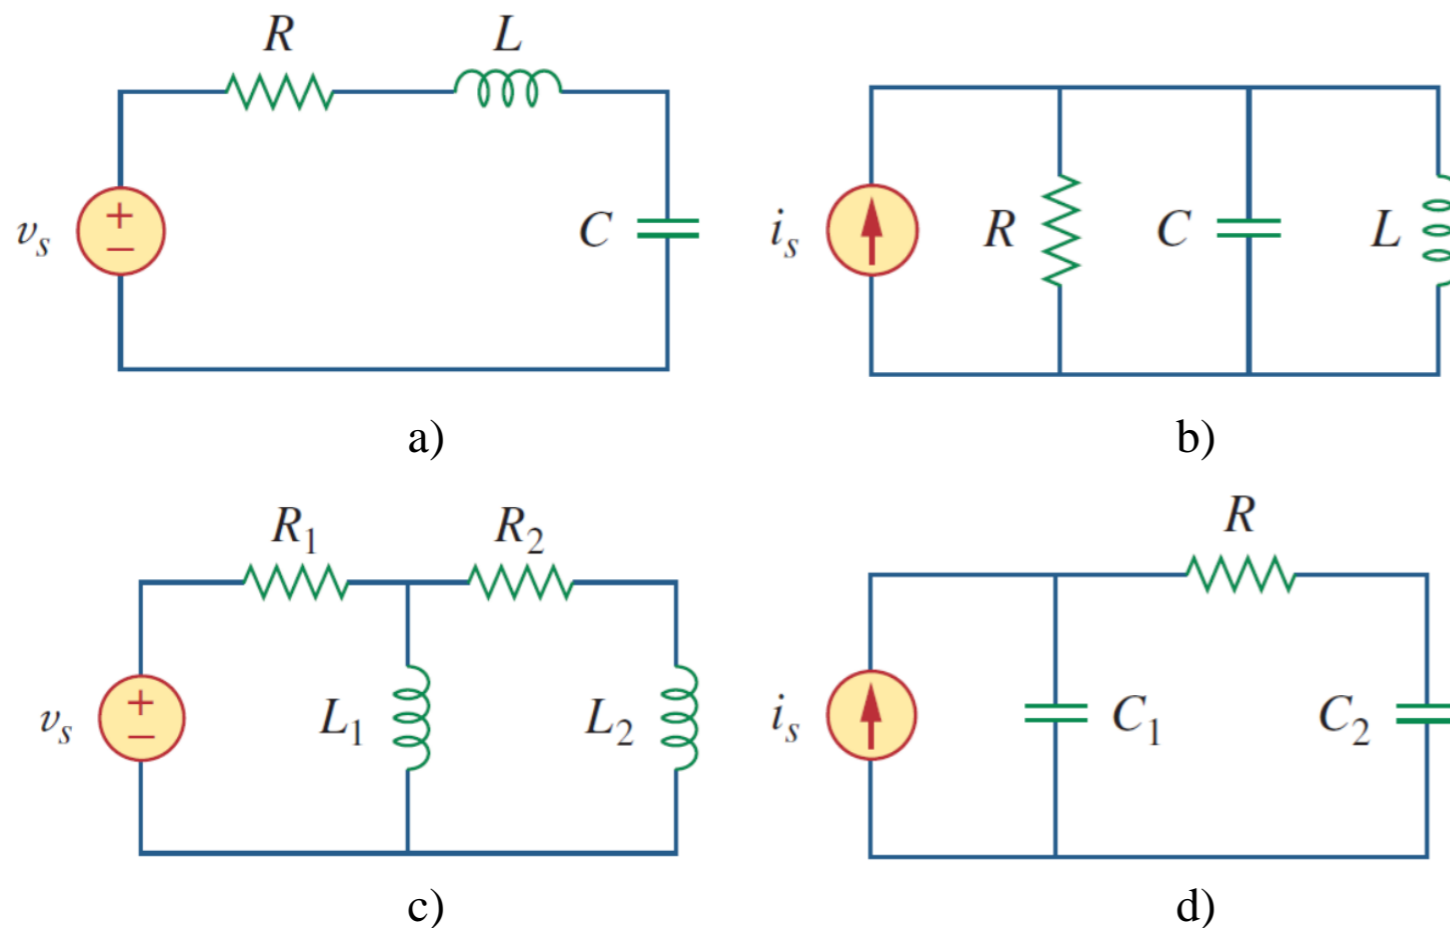 R L
+
−
v_s
C
a)
i_s
R
C
L
b)
R_1 R_2
+
−
v_s
L_1
L_2
c)
R
i_s
C_1
C_2
d)